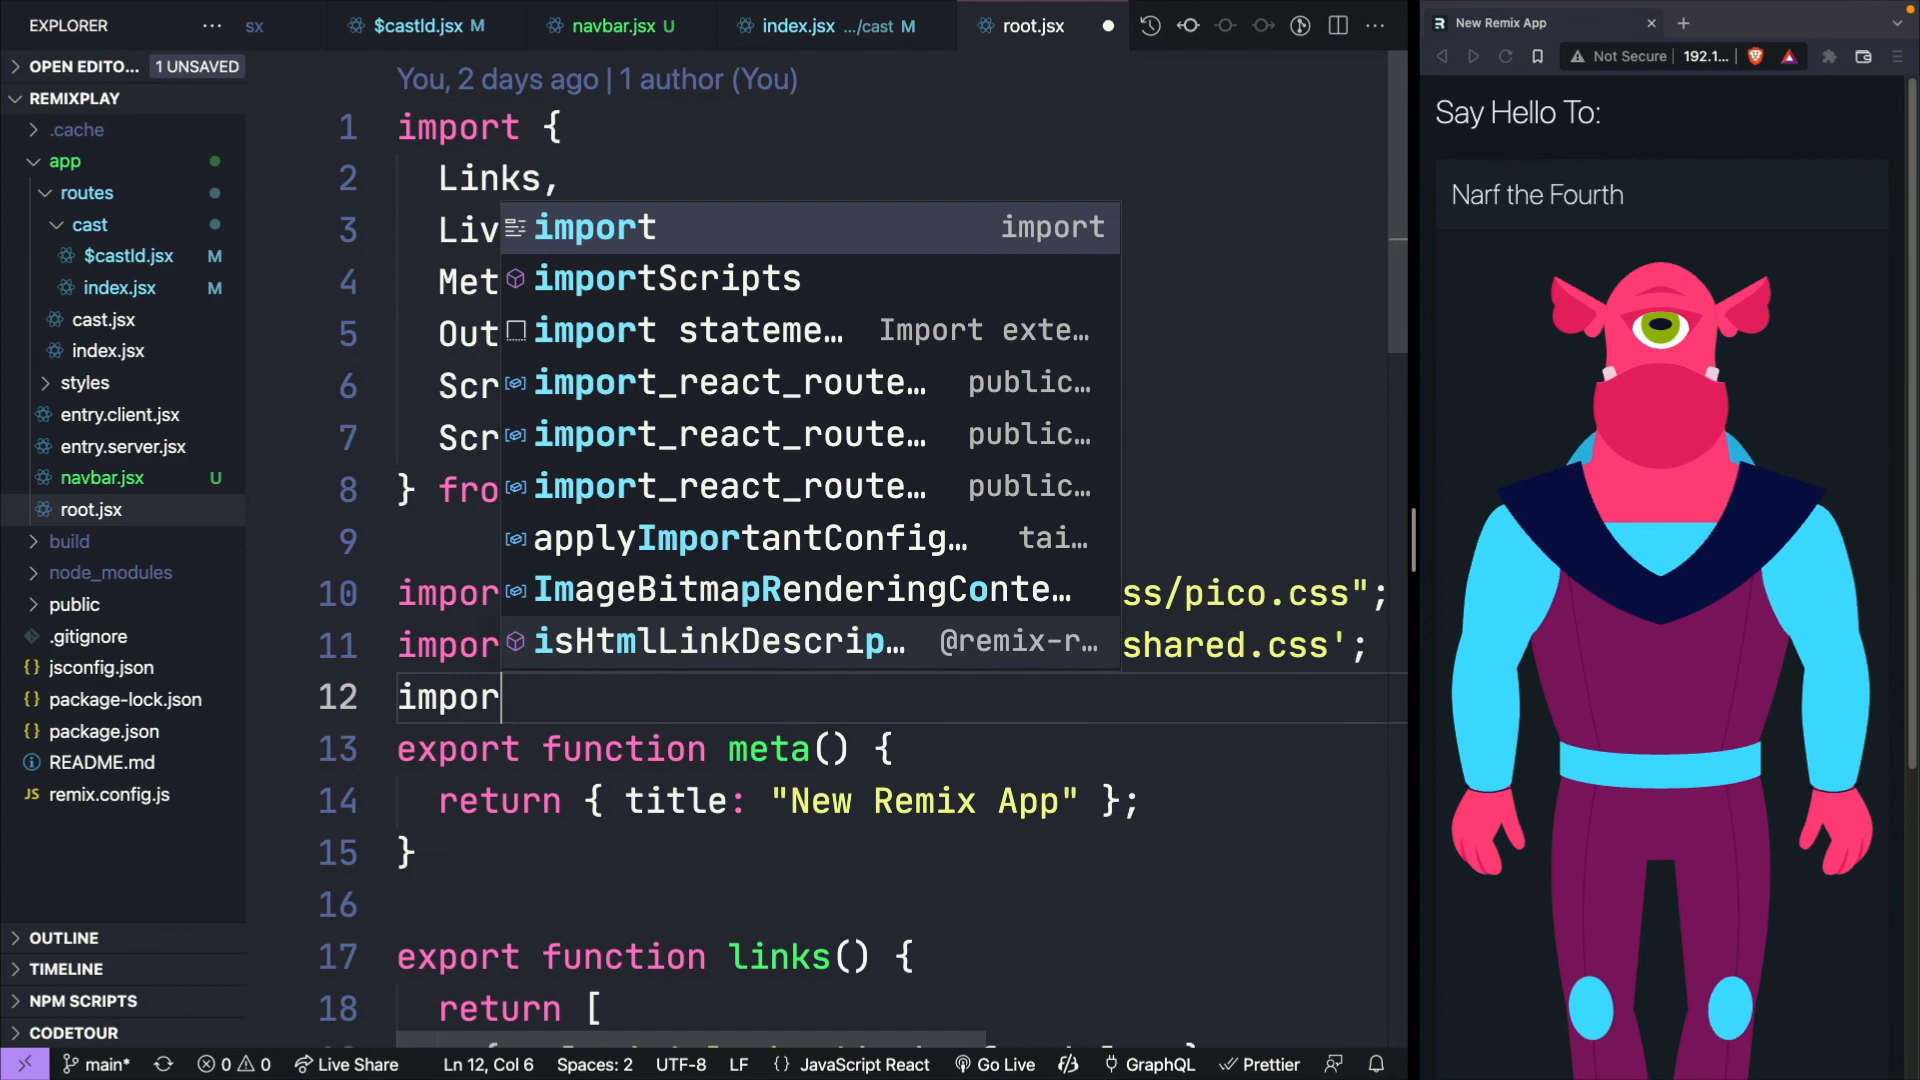 EXPLORER
sx
$castId.jsx M
navbar.jsx U
index.jsx .../cast M
root.jsx
New Remix App
OPEN EDITO... 1 UNSAVED
REMIXPLAY
.cache
app
routes
cast
$castId.jsx M
index.jsx M
cast.jsx
index.jsx
styles
entry.client.jsx
entry.server.jsx
navbar.jsx U
root.jsx
build
node_modules
public
.gitignore
jsconfig.json
package-lock.json
package.json
README.md
remix.config.js
OUTLINE
TIMELINE
NPM SCRIPTS
CODETOUR
You, 2 days ago | 1 author (You)
1 import {
2 Links,
3 Liv
4 Met
5 Out
6 Scr
7 Scr
8 } fro
9
10 impor ss/pico.css";
11 impor shared.css';
12 impor
13 export function meta() {
14 return { title: "New Remix App" };
15 }
16
17 export function links() {
18 return [
import import
importScripts
import stateme... Import exte...
import_react_route... public...
import_react_route... public...
import_react_route... public...
applyImportantConfig... tai...
ImageBitmapRenderingConte...
isHtmlLinkDescrip... @remix-r...
Not Secure 192.1...
Say Hello To:
Narf the Fourth
main* 0 0 Live Share Ln 12, Col 6 Spaces: 2 UTF-8 LF {} JavaScript React Go Live GraphQL Prettier